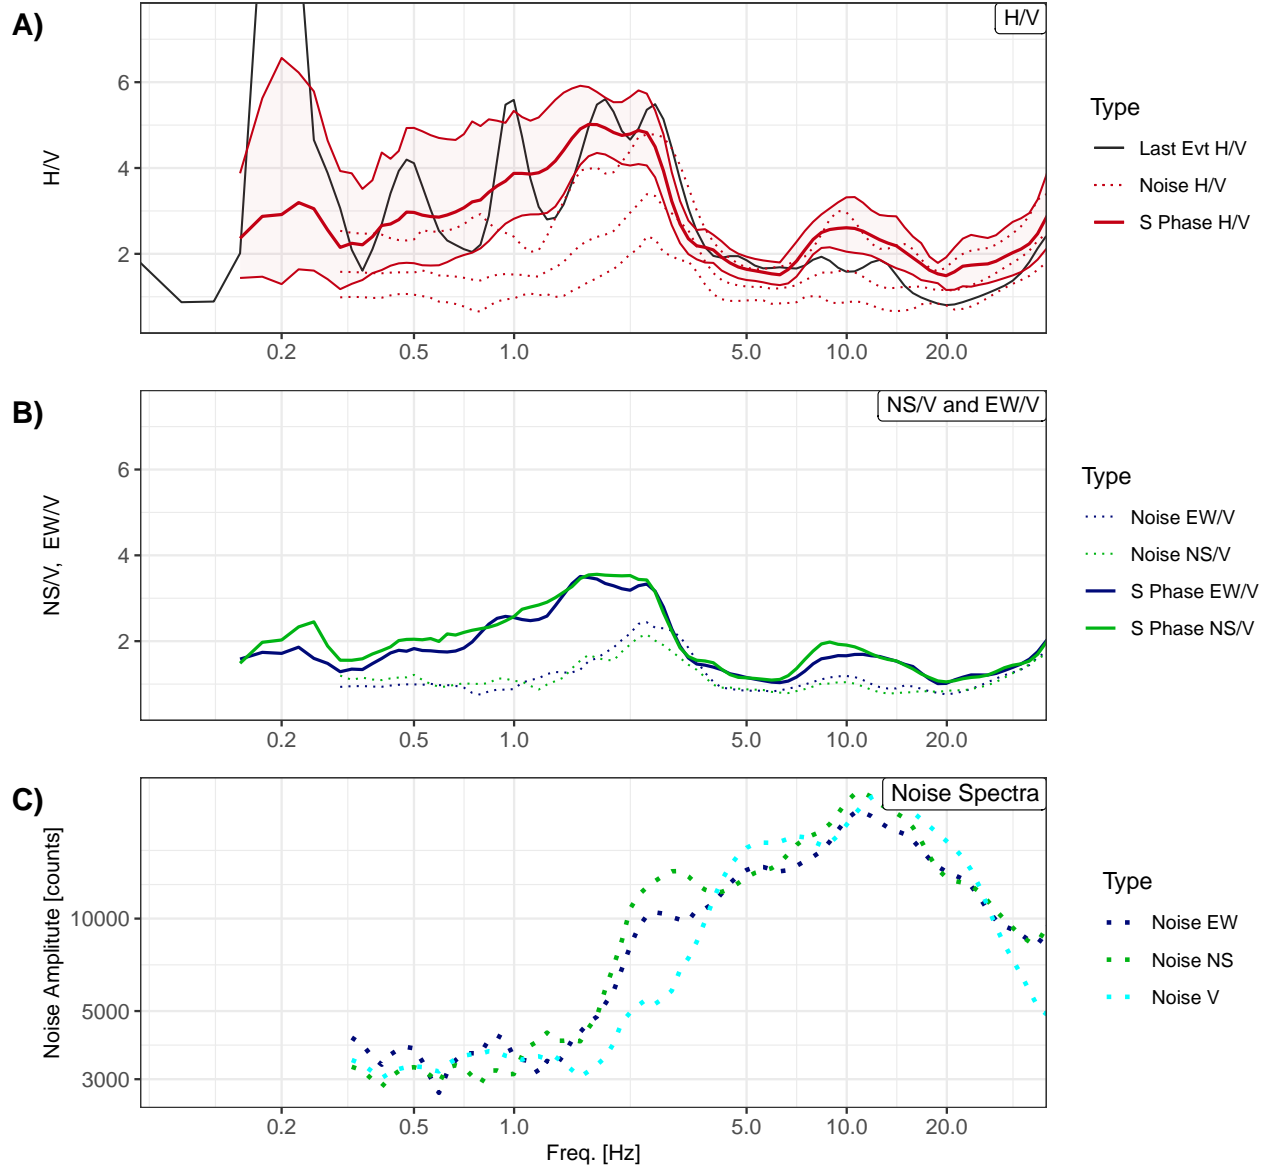 A)
H/V
6
4
2
H/V
0.2 0.5 1.0 5.0 10.0 20.0
Type
Last Evt H/V
Noise H/V
S Phase H/V
B)
NS/V and EW/V
6
4
2
NS/V, EW/V
0.2 0.5 1.0 5.0 10.0 20.0
Type
Noise EW/V
Noise NS/V
S Phase EW/V
S Phase NS/V
C)
Noise Spectra
10000
5000
3000
Noise Amplitute [counts]
0.2 0.5 1.0 5.0 10.0 20.0
Freq. [Hz]
Type
Noise EW
Noise NS
Noise V